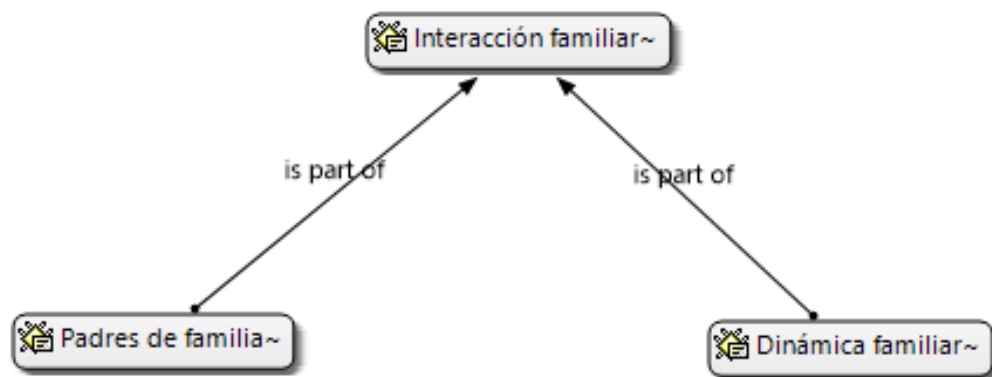 Interacción familiar~
is part of
is part of
Padres de familia~
Dinámica familiar~